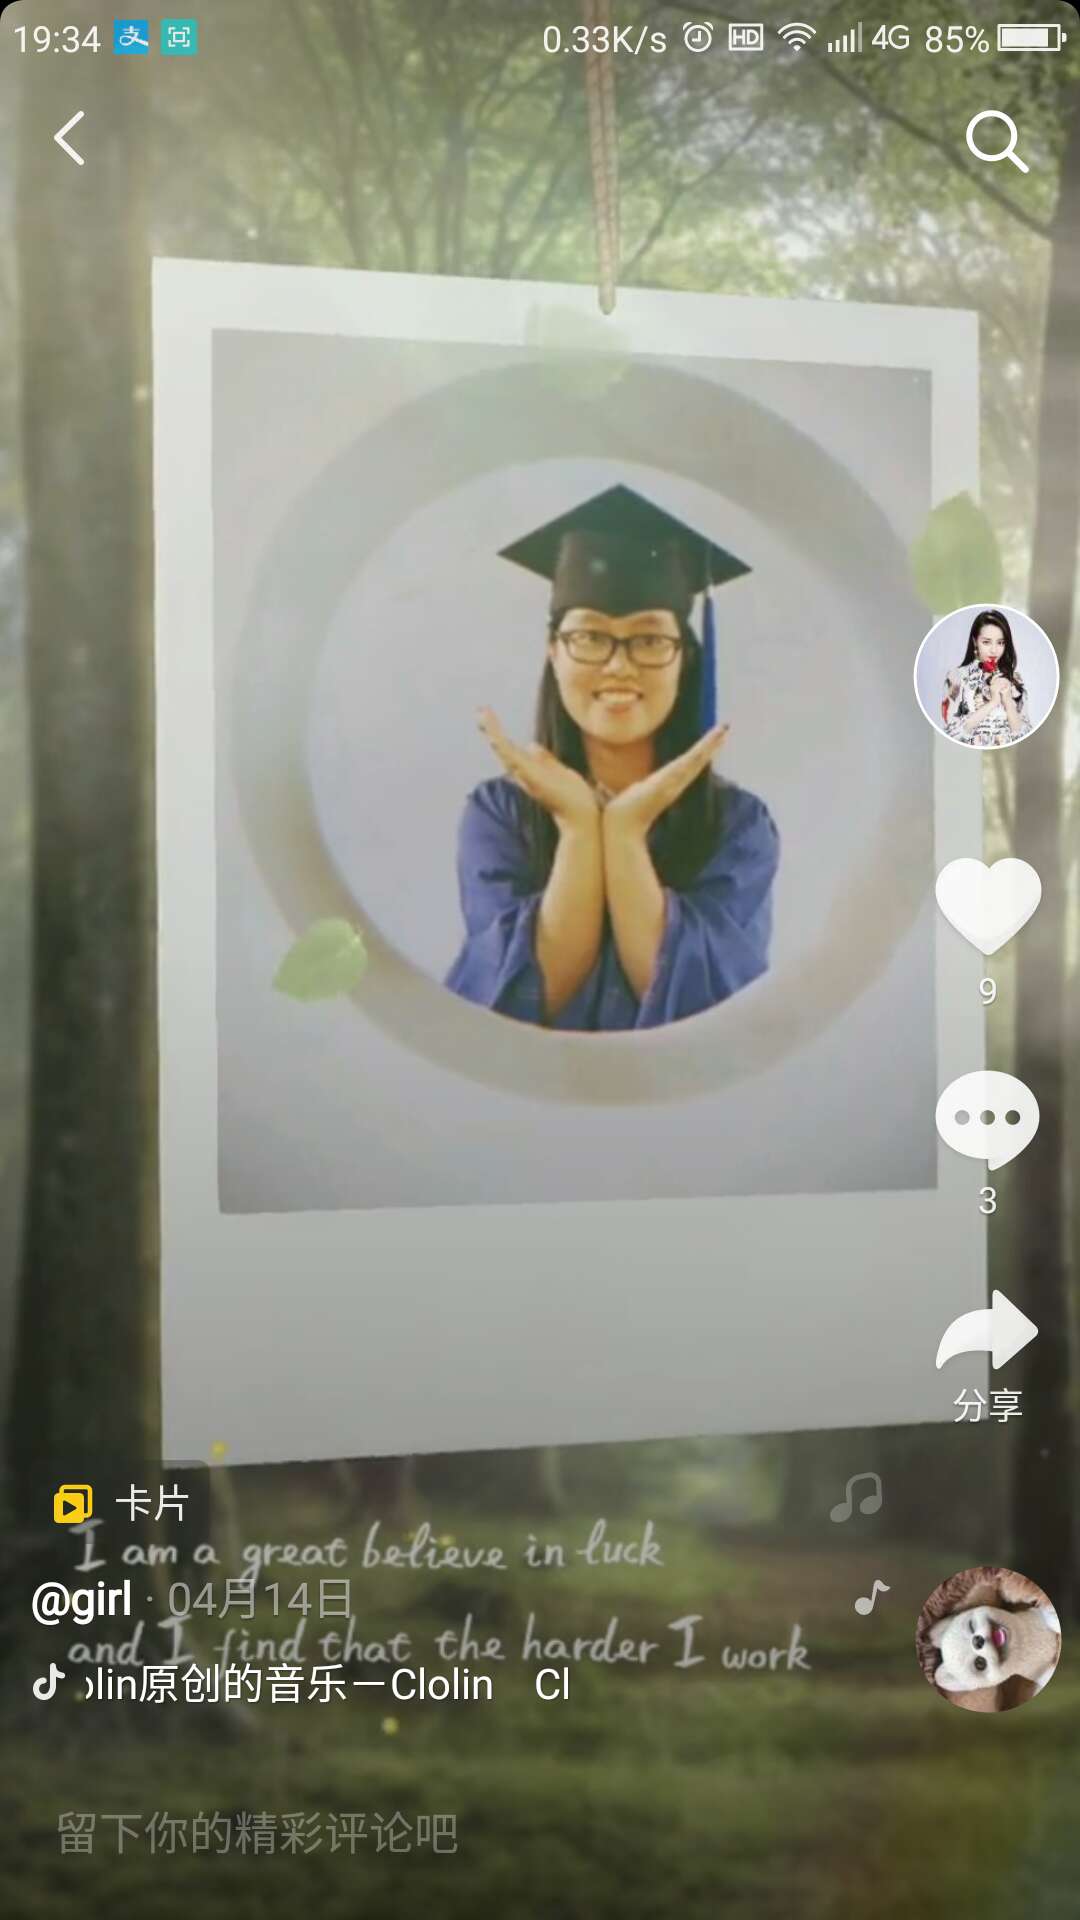 19:34 支 0.33K/s HD 4G 85%
9
3
分享
卡片
I am a great believe in luck
@girl · 04月14日
and I find that the harder I work
lin原创的音乐－Clolin Cl
留下你的精彩评论吧